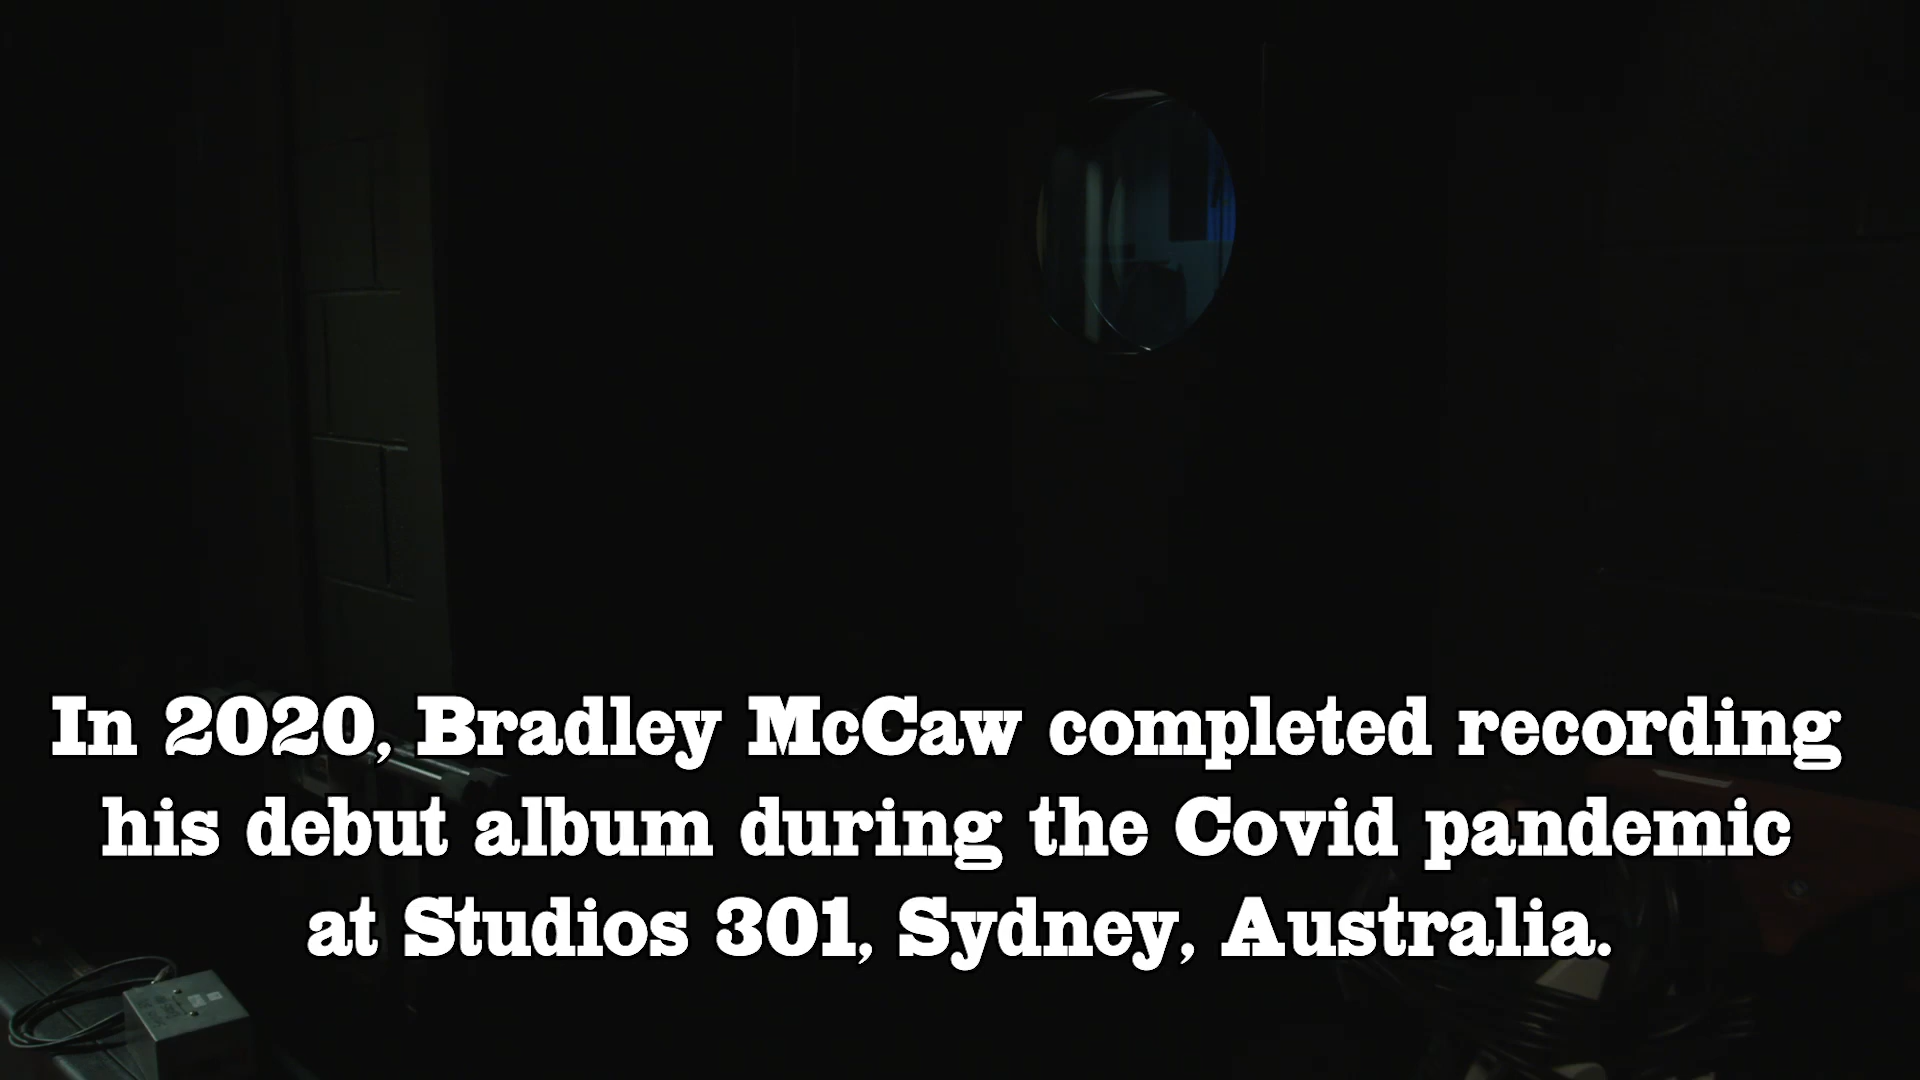 In 2020, Bradley McCaw completed recording
his debut album during the Covid pandemic
at Studios 301, Sydney, Australia.